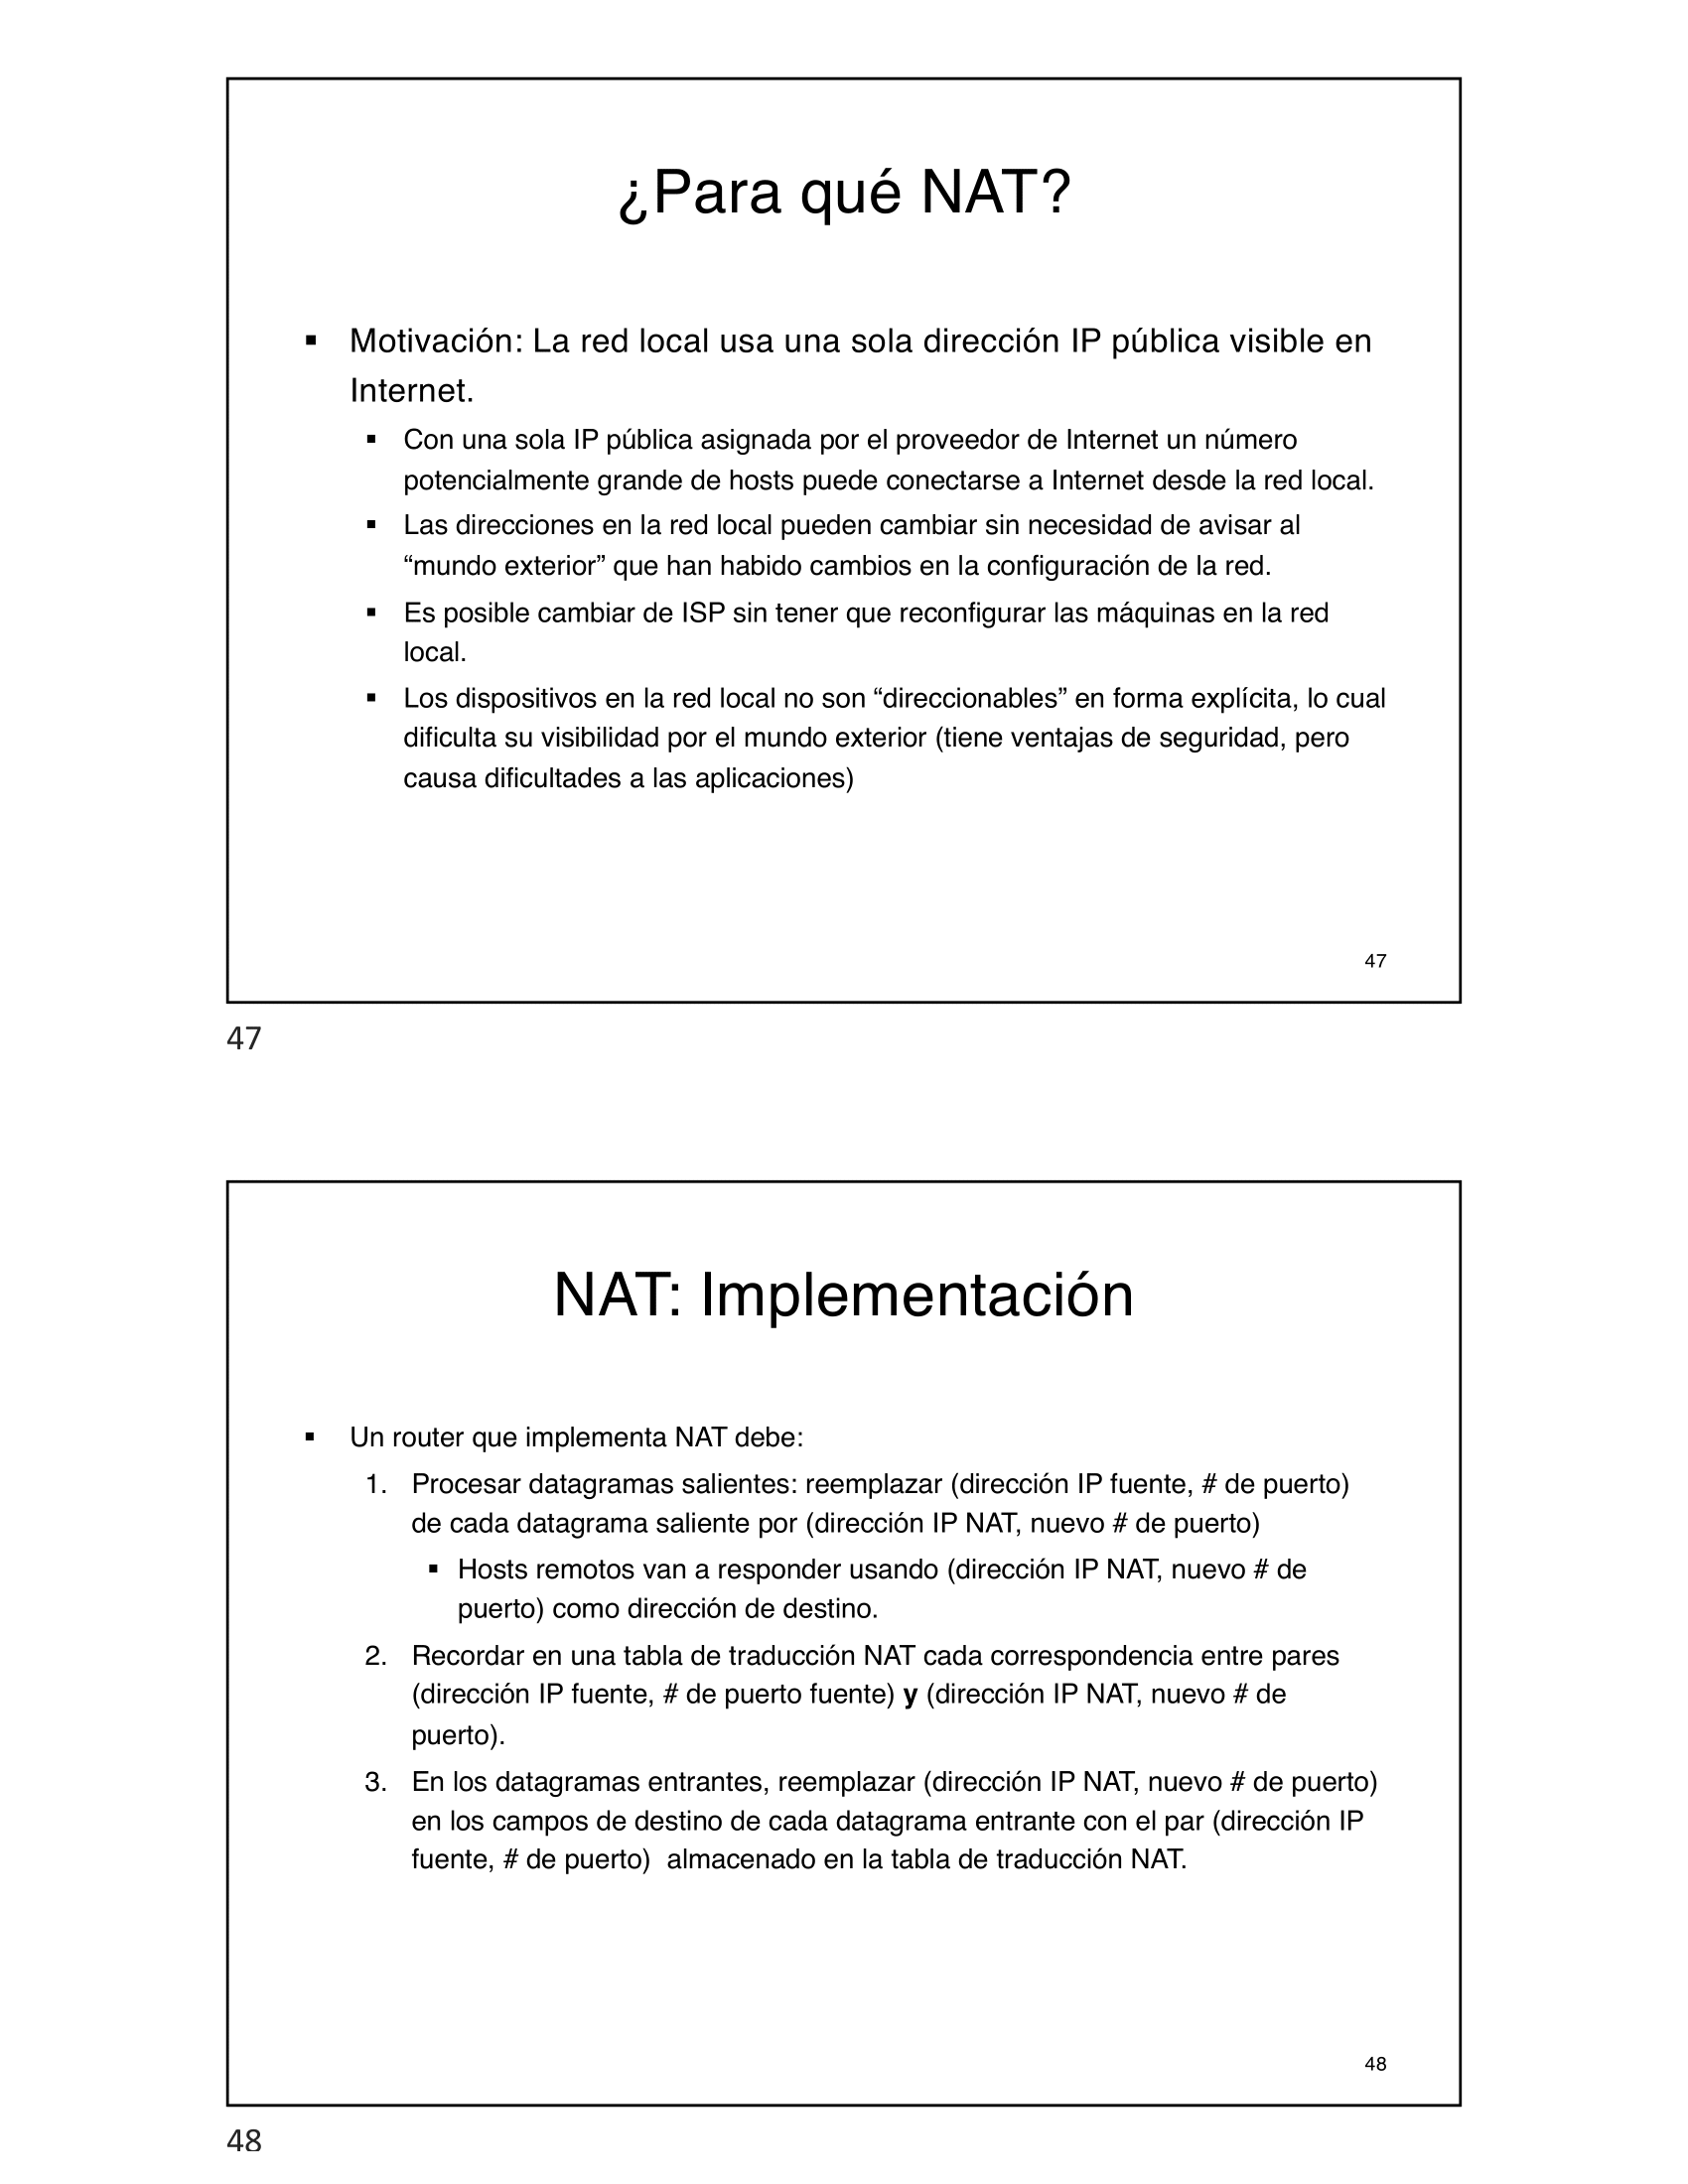 ¿Para qué NAT?
▪ Motivación: La red local usa una sola dirección IP pública visible en
Internet.
▪ Con una sola IP pública asignada por el proveedor de Internet un número
potencialmente grande de hosts puede conectarse a Internet desde la red local.
▪ Las direcciones en la red local pueden cambiar sin necesidad de avisar al
“mundo exterior” que han habido cambios en la configuración de la red.
▪ Es posible cambiar de ISP sin tener que reconfigurar las máquinas en la red
local.
▪ Los dispositivos en la red local no son “direccionables” en forma explícita, lo cual
dificulta su visibilidad por el mundo exterior (tiene ventajas de seguridad, pero
causa dificultades a las aplicaciones)
47
47
NAT: Implementación
▪ Un router que implementa NAT debe:
1. Procesar datagramas salientes: reemplazar (dirección IP fuente, # de puerto)
de cada datagrama saliente por (dirección IP NAT, nuevo # de puerto)
▪ Hosts remotos van a responder usando (dirección IP NAT, nuevo # de
puerto) como dirección de destino.
2. Recordar en una tabla de traducción NAT cada correspondencia entre pares
(dirección IP fuente, # de puerto fuente) y (dirección IP NAT, nuevo # de
puerto).
3. En los datagramas entrantes, reemplazar (dirección IP NAT, nuevo # de puerto)
en los campos de destino de cada datagrama entrante con el par (dirección IP
fuente, # de puerto) almacenado en la tabla de traducción NAT.
48
48